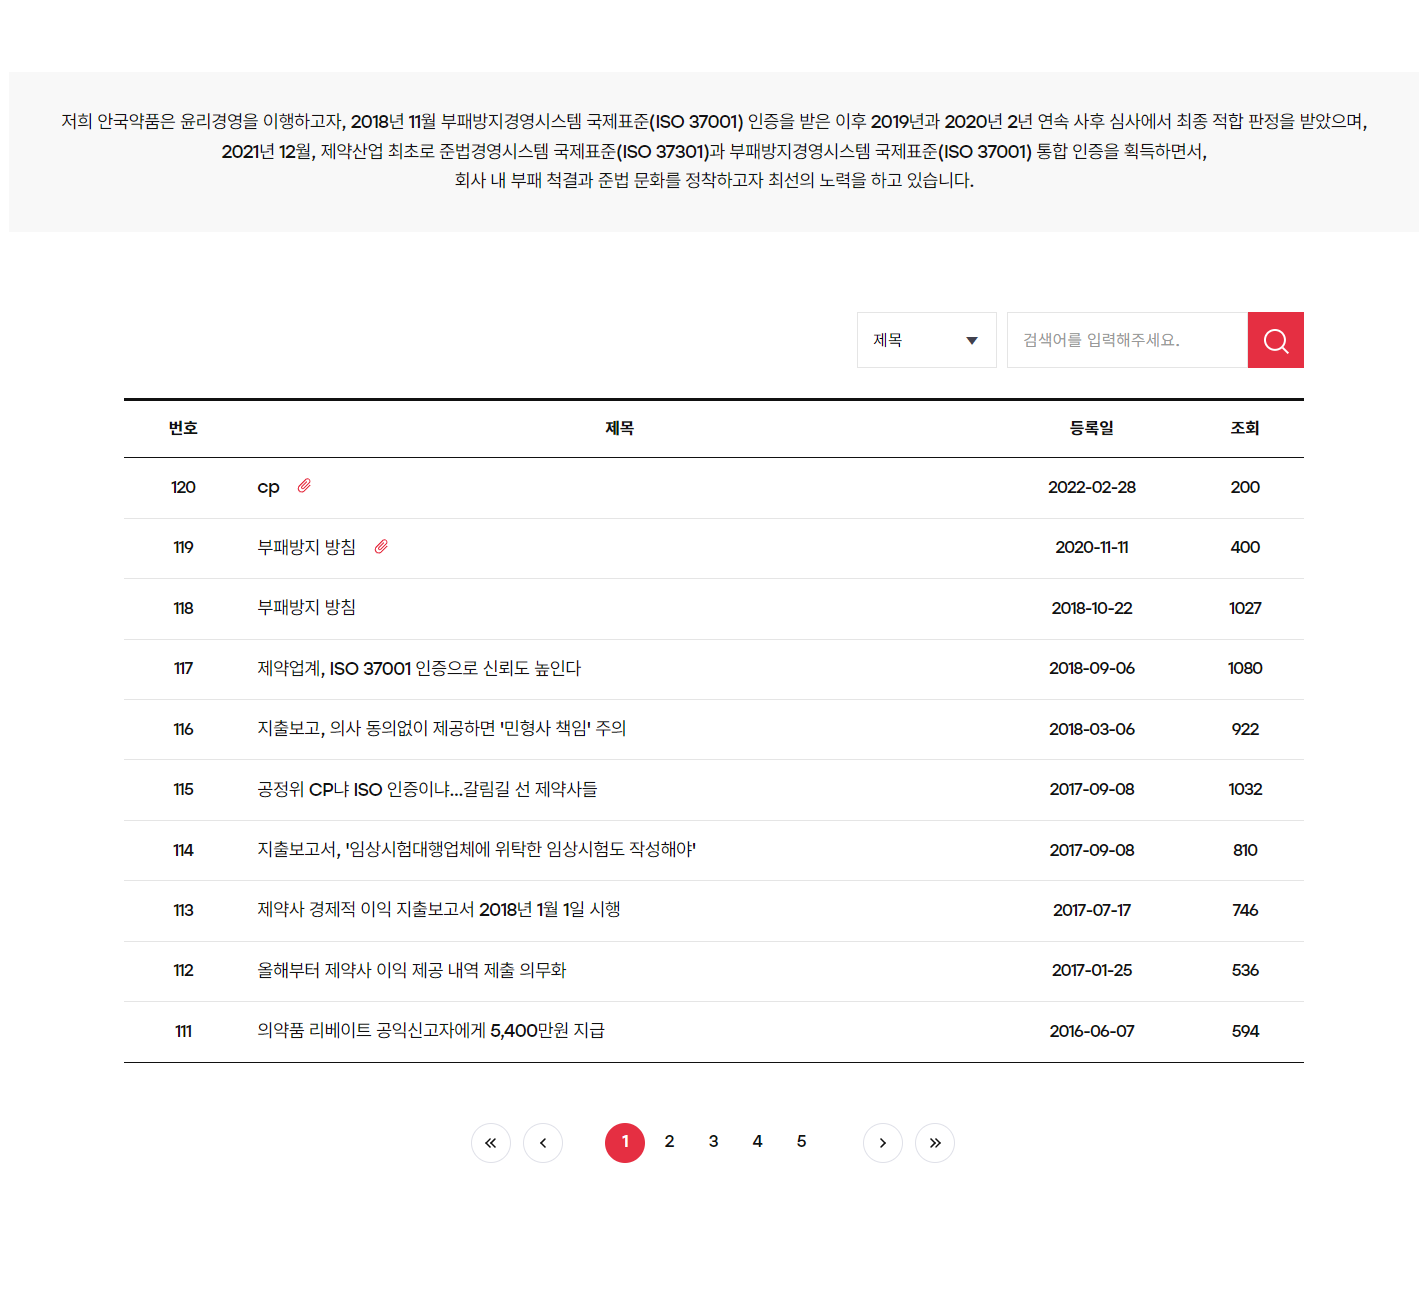 저희 안국약품은 윤리경영을 이행하고자, 2018년 11월 부패방지경영시스템 국제표준(ISO 37001) 인증을 받은 이후 2019년과 2020년 2년 연속 사후 심사에서 최종 적합 판정을 받았으며,
2021년 12월, 제약산업 최초로 준법경영시스템 국제표준(ISO 37301)과 부패방지경영시스템 국제표준(ISO 37001) 통합 인증을 획득하면서,
회사 내 부패 척결과 준법 문화를 정착하고자 최선의 노력을 하고 있습니다.
제목 검색어를 입력해주세요.
번호 제목 등록일 조회
120 cp 2022-02-28 200
119 부패방지 방침 2020-11-11 400
118 부패방지 방침 2018-10-22 1027
117 제약업계, ISO 37001 인증으로 신뢰도 높인다 2018-09-06 1080
116 지출보고, 의사 동의없이 제공하면 '민형사 책임' 주의 2018-03-06 922
115 공정위 CP냐 ISO 인증이냐...갈림길 선 제약사들 2017-09-08 1032
114 지출보고서, '임상시험대행업체에 위탁한 임상시험도 작성해야' 2017-09-08 810
113 제약사 경제적 이익 지출보고서 2018년 1월 1일 시행 2017-07-17 746
112 올해부터 제약사 이익 제공 내역 제출 의무화 2017-01-25 536
111 의약품 리베이트 공익신고자에게 5,400만원 지급 2016-06-07 594
1 2 3 4 5